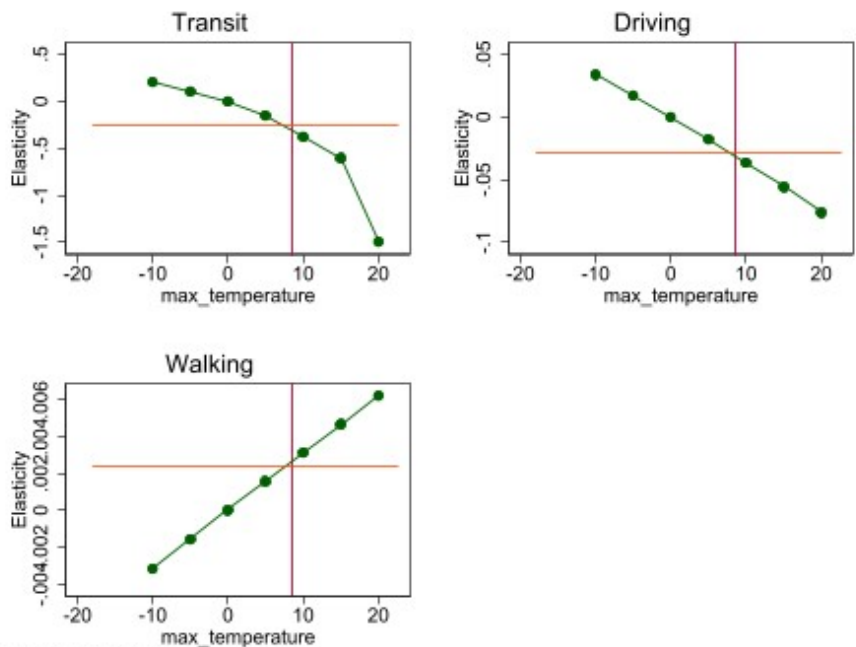 Transit
Elasticity
.5
0
-.5
-1
-1.5
-20 -10 0 10 20
max_temperature
Driving
Elasticity
.05
0
-.05
-.1
-20 -10 0 10 20
max_temperature
Walking
Elasticity
-.004-.002 0 .002.004.006
-20 -10 0 10 20
max_temperature